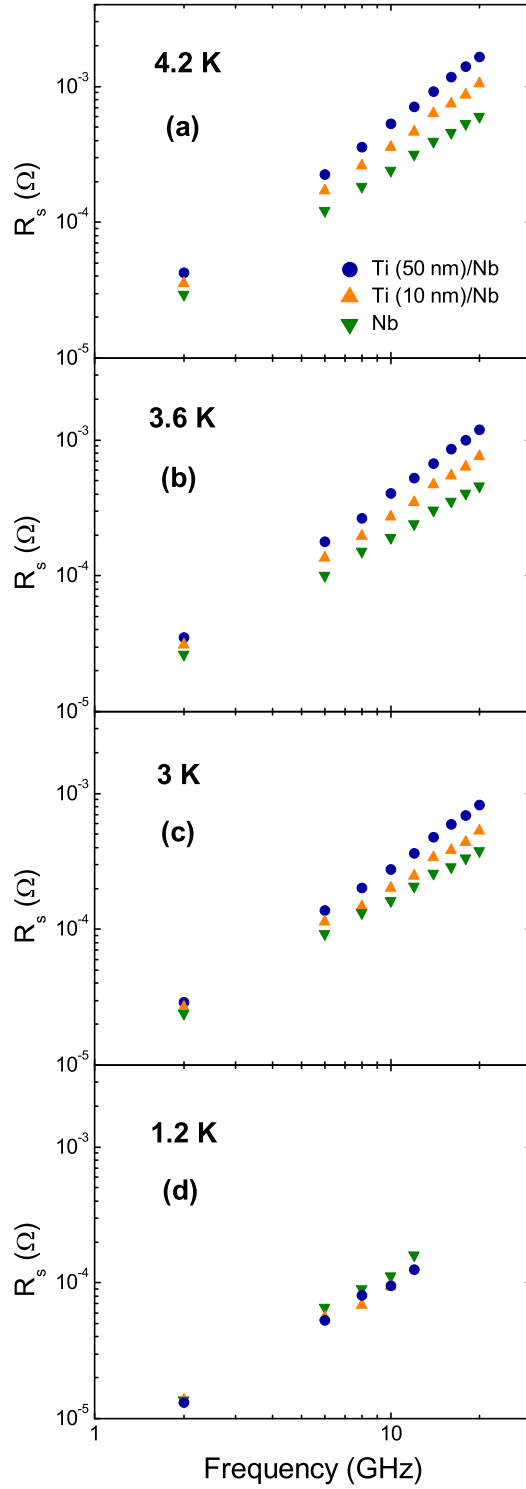 4.2 K
(a)
10⁻³
10⁻⁴
10⁻⁵
R_s (Ω)
Ti (50 nm)/Nb
Ti (10 nm)/Nb
Nb
3.6 K
(b)
10⁻³
10⁻⁴
10⁻⁵
R_s (Ω)
3 K
(c)
10⁻³
10⁻⁴
10⁻⁵
R_s (Ω)
1.2 K
(d)
10⁻³
10⁻⁴
10⁻⁵
R_s (Ω)
1 10
Frequency (GHz)